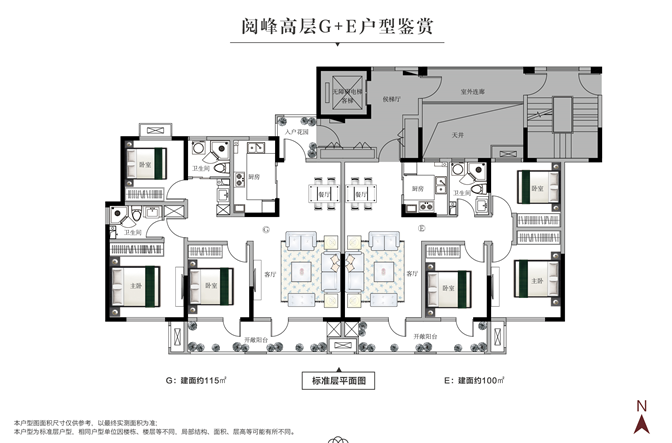 阅峰高层G+E户型鉴赏
无障碍电梯
客梯
候梯厅
室外连廊
天井
入户花园
卧室
卫生间
厨房
餐厅
餐厅
厨房
卫生间
卧室
卫生间
G
E
主卧
卧室
客厅
客厅
卧室
主卧
开敞阳台
开敞阳台
G：建面约115㎡
标准层平面图
E：建面约100㎡
N
本户型图面积尺寸仅供参考，以最终实测面积为准；
本户型为标准层户型，相同户型单位因楼栋、楼层等不同，局部结构、面积、层高等可能有所不同。